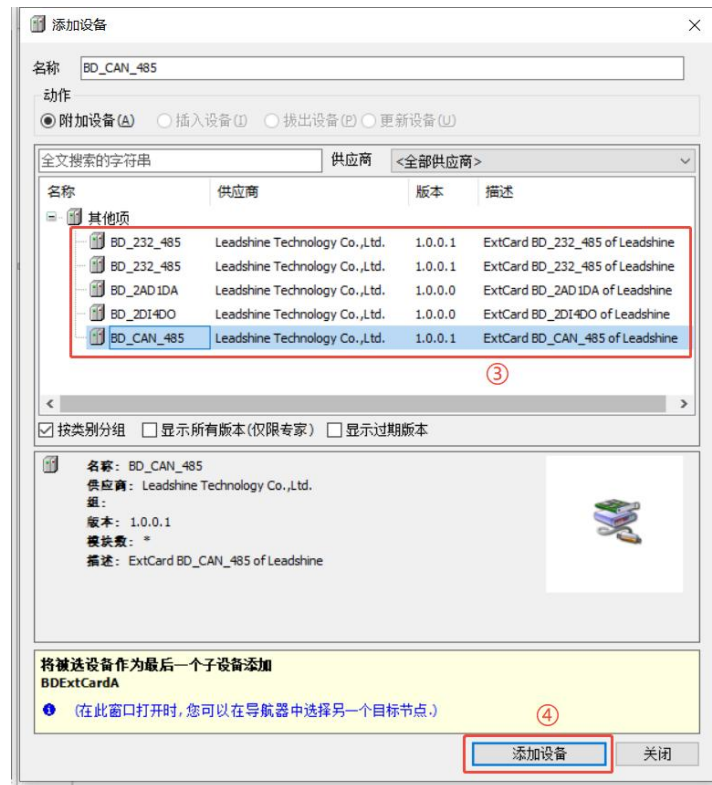 添加设备
名称 BD_CAN_485
动作
附加设备(A) 插入设备(I) 拔出设备(P) 更新设备(U)
全文搜索的字符串 供应商 <全部供应商>
名称 供应商 版本 描述
其他项
BD_232_485 Leadshine Technology Co.,Ltd. 1.0.0.1 ExtCard BD_232_485 of Leadshine
BD_232_485 Leadshine Technology Co.,Ltd. 1.0.0.1 ExtCard BD_232_485 of Leadshine
BD_2AD1DA Leadshine Technology Co.,Ltd. 1.0.0.0 ExtCard BD_2AD1DA of Leadshine
BD_2DI4DO Leadshine Technology Co.,Ltd. 1.0.0.0 ExtCard BD_2DI4DO of Leadshine
BD_CAN_485 Leadshine Technology Co.,Ltd. 1.0.0.1 ExtCard BD_CAN_485 of Leadshine
③
按类别分组 显示所有版本(仅限专家) 显示过期版本
名称: BD_CAN_485
供应商: Leadshine Technology Co.,Ltd.
组:
版本: 1.0.0.1
模块数: *
描述: ExtCard BD_CAN_485 of Leadshine
将被选设备作为最后一个子设备添加
BDExtCardA
(在此窗口打开时,您可以在导航器中选择另一个目标节点.)
④
添加设备 关闭